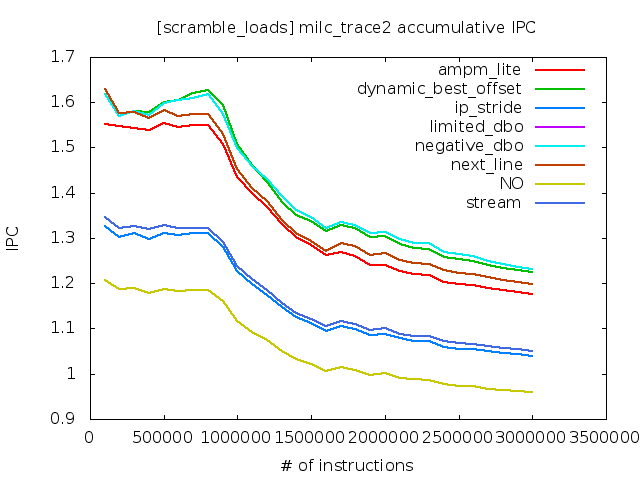 [scramble_loads] milc_trace2 accumulative IPC
1.7
1.6
1.5
1.4
1.3
1.2
1.1
1
0.9
IPC
ampm_lite
dynamic_best_offset
ip_stride
limited_dbo
negative_dbo
next_line
NO
stream
0 500000 1000000 1500000 2000000 2500000 3000000 3500000
# of instructions